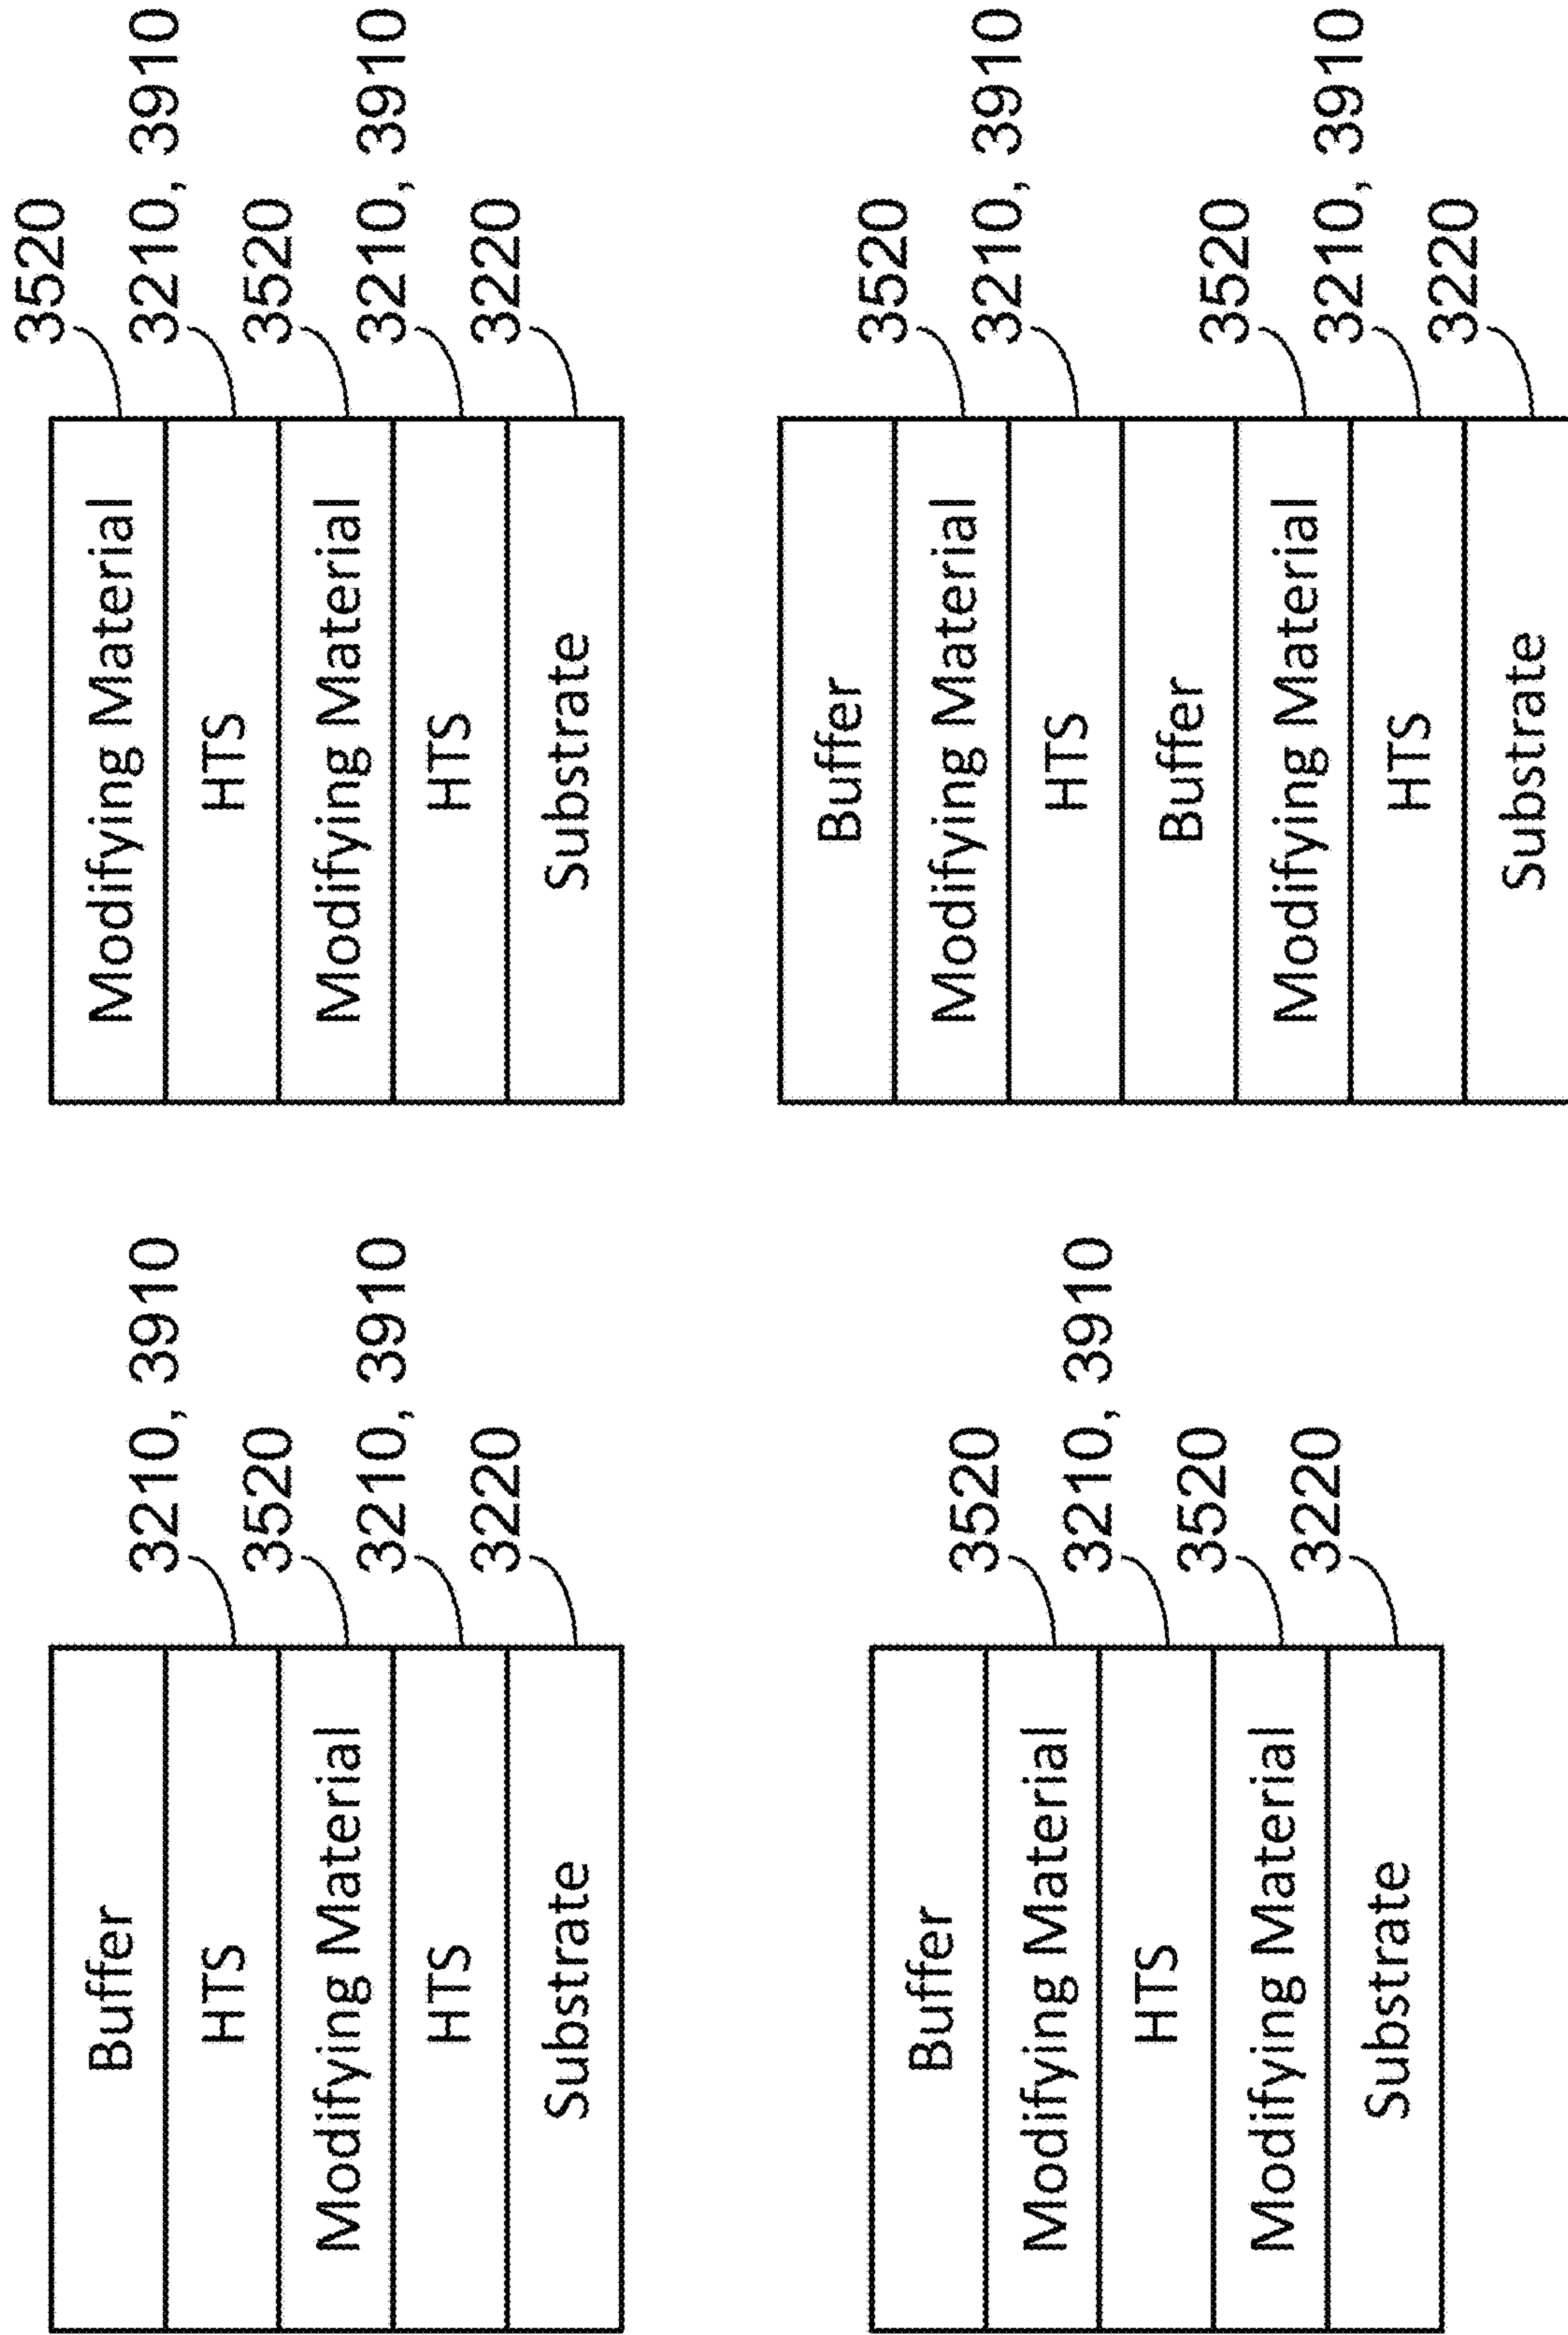 Buffer
HTS 3210, 3910
Modifying Material 3520
HTS 3210, 3910
Substrate 3220
Modifying Material 3520
HTS 3210, 3910
Modifying Material 3520
HTS 3210, 3910
Substrate 3220
Buffer
Modifying Material 3520
HTS 3210, 3910
Modifying Material 3520
Substrate 3220
Buffer
Modifying Material 3520
HTS 3210, 3910
Buffer
Modifying Material 3520
HTS 3210, 3910
Substrate 3220